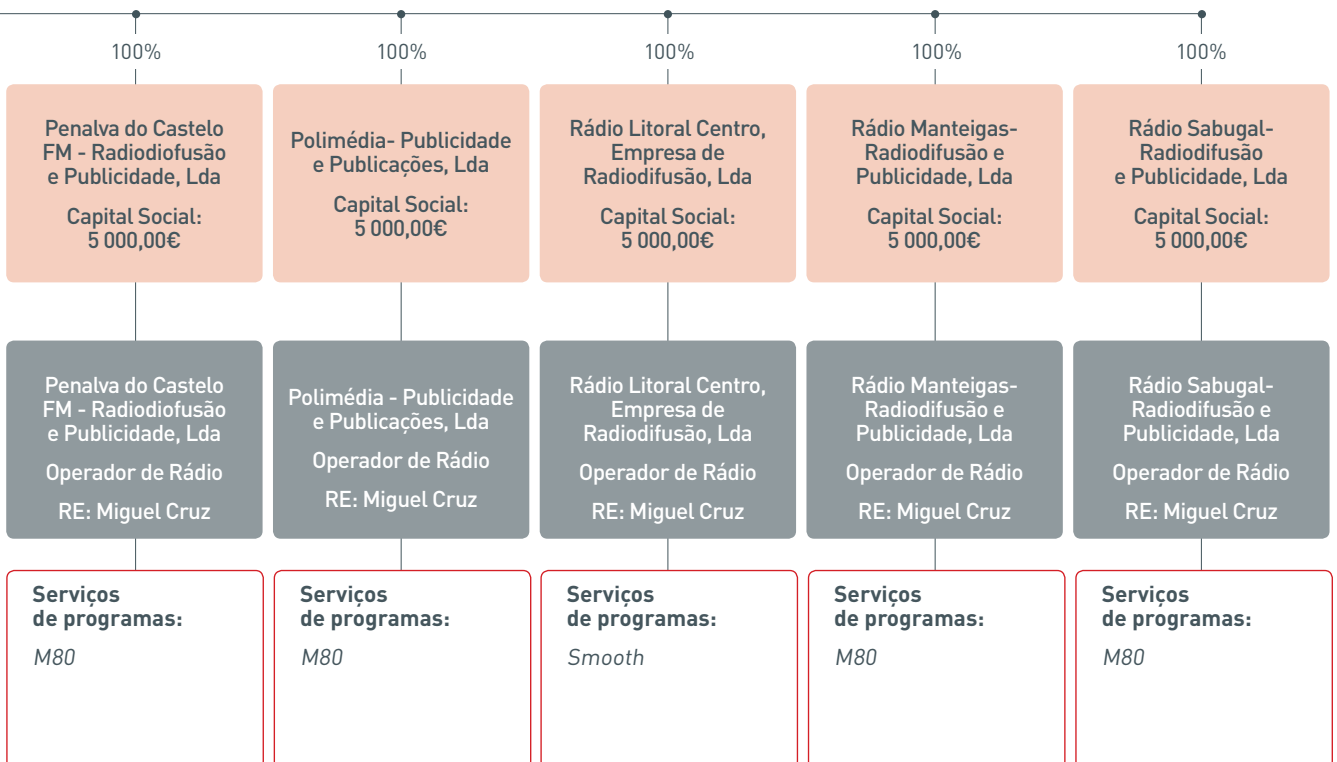 100%
100%
100%
100%
100%
Penalva do Castelo
FM - Radiodiofusão
e Publicidade, Lda
Capital Social:
5 000,00€
Polimédia- Publicidade
e Publicações, Lda
Capital Social:
5 000,00€
Rádio Litoral Centro,
Empresa de
Radiodifusão, Lda
Capital Social:
5 000,00€
Rádio Manteigas-
Radiodifusão e
Publicidade, Lda
Capital Social:
5 000,00€
Rádio Sabugal-
Radiodifusão
e Publicidade, Lda
Capital Social:
5 000,00€
Penalva do Castelo
FM - Radiodiofusão
e Publicidade, Lda
Operador de Rádio
RE: Miguel Cruz
Polimédia - Publicidade
e Publicações, Lda
Operador de Rádio
RE: Miguel Cruz
Rádio Litoral Centro,
Empresa de
Radiodifusão, Lda
Operador de Rádio
RE: Miguel Cruz
Rádio Manteigas-
Radiodifusão e
Publicidade, Lda
Operador de Rádio
RE: Miguel Cruz
Rádio Sabugal-
Radiodifusão e
Publicidade, Lda
Operador de Rádio
RE: Miguel Cruz
Serviços
de programas:
M80
Serviços
de programas:
M80
Serviços
de programas:
Smooth
Serviços
de programas:
M80
Serviços
de programas:
M80